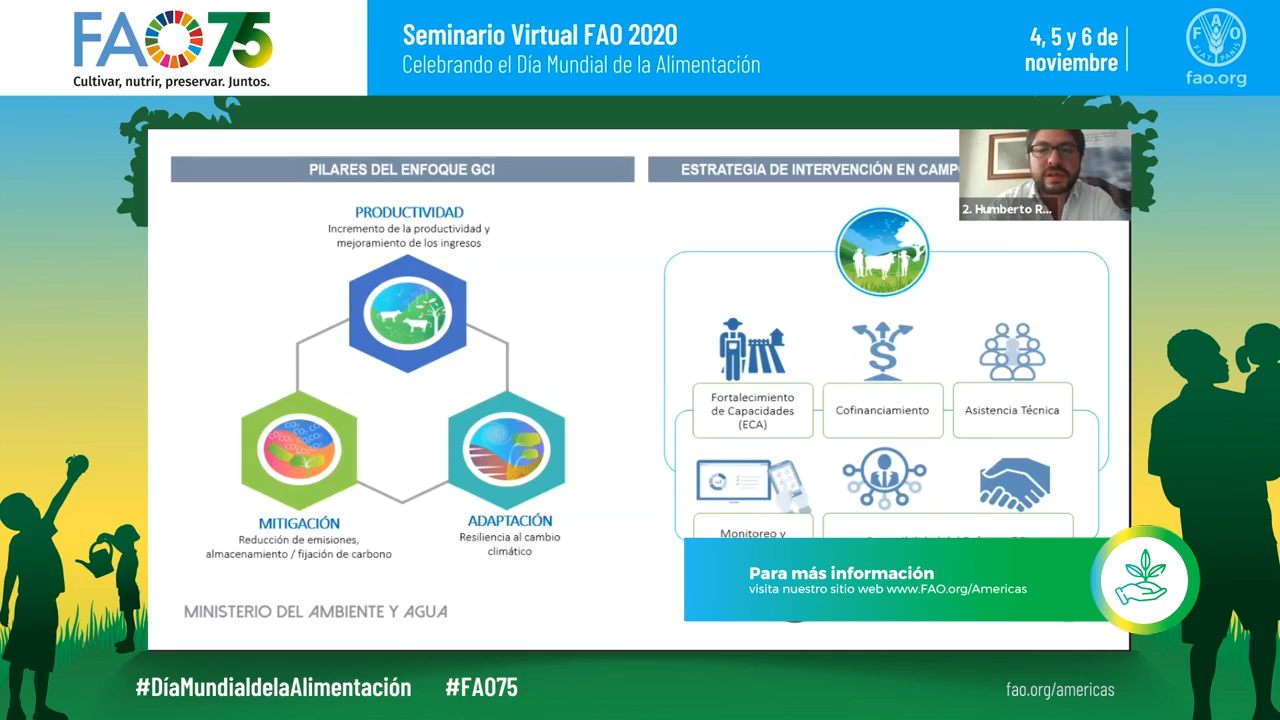 FAO75
Cultivar, nutrir, preservar. Juntos.
Seminario Virtual FAO 2020
Celebrando el Día Mundial de la Alimentación
4, 5 y 6 de
noviembre
FAO
FIAT PANIS
fao.org
PILARES DEL ENFOQUE GCI
PRODUCTIVIDAD
Incremento de la productividad y
mejoramiento de los ingresos
MITIGACIÓN
Reducción de emisiones,
almacenamiento / fijación de carbono
ADAPTACIÓN
Resiliencia al cambio
climático
MINISTERIO DEL AMBIENTE Y AGUA
ESTRATEGIA DE INTERVENCIÓN EN CAMPO
2. Humberto R...
Fortalecimiento
de Capacidades
(ECA)
Cofinanciamiento
Asistencia Técnica
Monitoreo y
Para más información
visita nuestro sitio web www.FAO.org/Americas
#DíaMundialdelaAlimentación
#FAO75
fao.org/americas